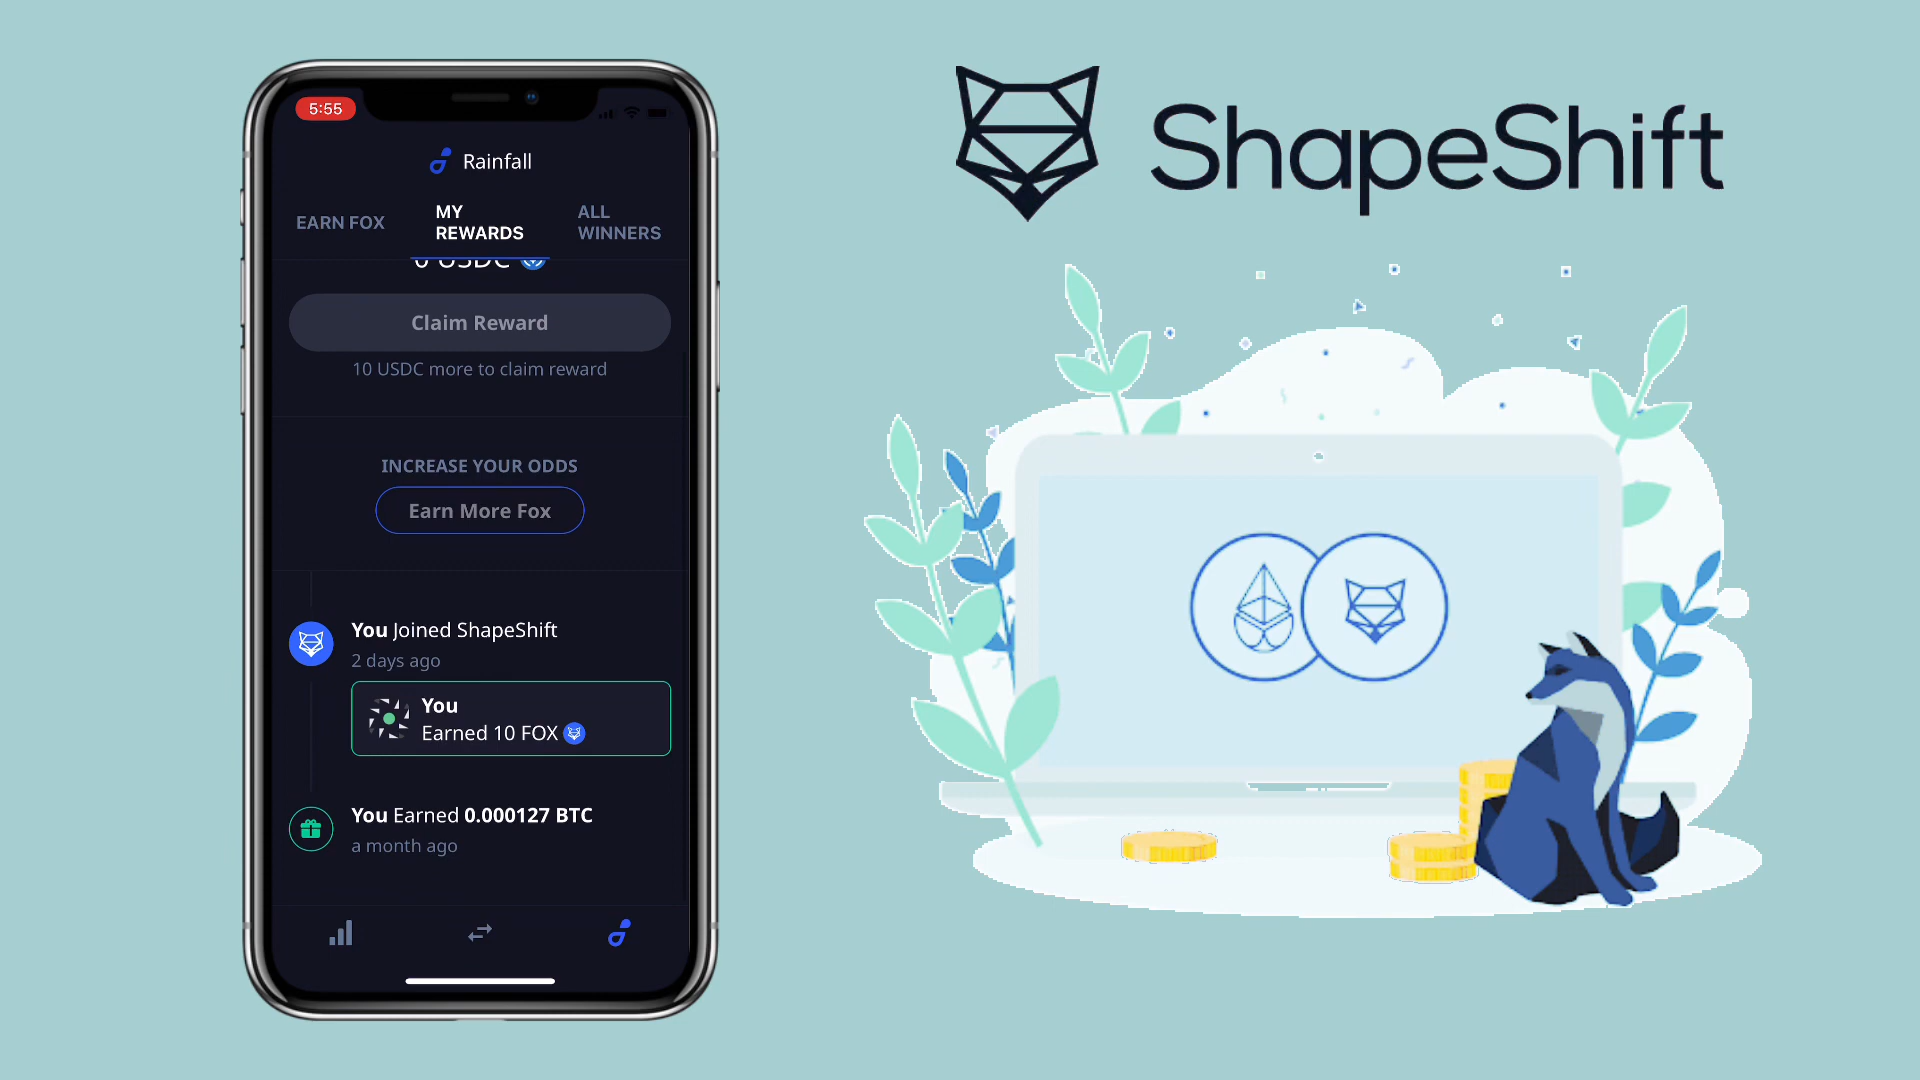 5:55
Rainfall
EARN FOX
MY
REWARDS
ALL
WINNERS
0 USDC
Claim Reward
10 USDC more to claim reward
INCREASE YOUR ODDS
Earn More Fox
You Joined ShapeShift
2 days ago
You
Earned 10 FOX
You Earned 0.000127 BTC
a month ago
ShapeShift